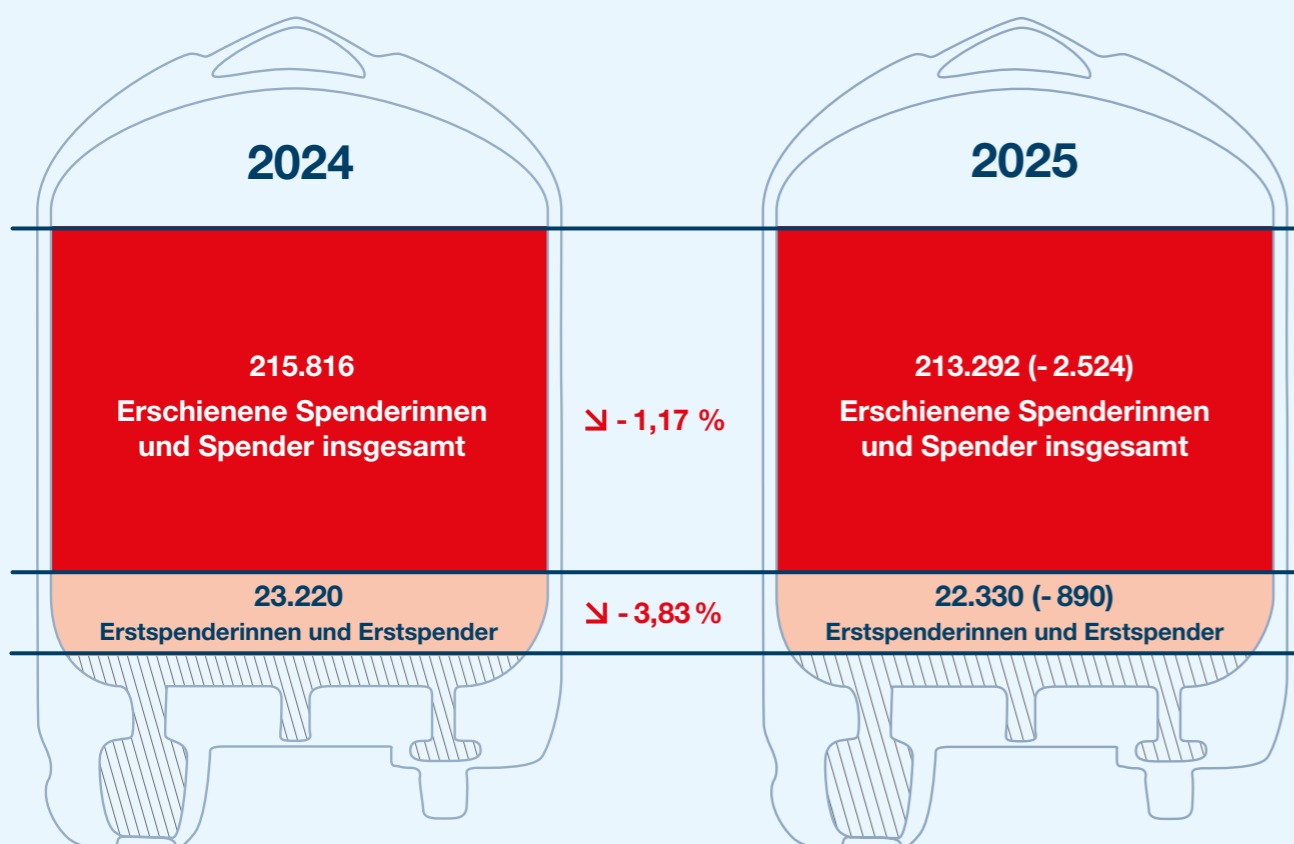 2024
2025
215.816
Erschienene Spenderinnen
und Spender insgesamt
- 1,17 %
213.292 (- 2.524)
Erschienene Spenderinnen
und Spender insgesamt
23.220
Erstspenderinnen und Erstspender
- 3,83 %
22.330 (- 890)
Erstspenderinnen und Erstspender